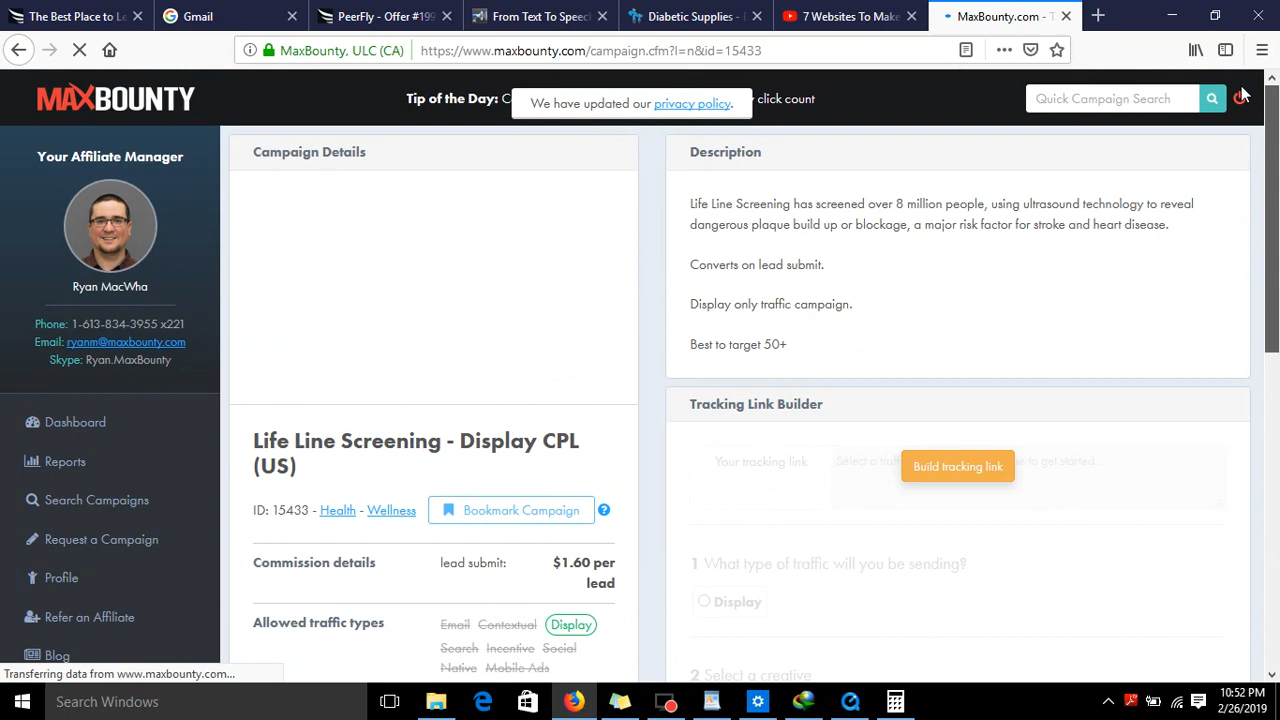 The Best Place to Le
Gmail
PeerFly - Offer #199
From Text To Speech
Diabetic Supplies - D
7 Websites To Make
MaxBounty.com - T
MaxBounty, ULC (CA)
https://www.maxbounty.com/campaign.cfm?l=n&id=15433
MAXBOUNTY
Tip of the Day: C
We have updated our privacy policy.
click count
Quick Campaign Search
Your Affiliate Manager
Ryan MacWha
Phone: 1-613-834-3955 x221
Email: ryanm@maxbounty.com
Skype: Ryan.MaxBounty
Dashboard
Reports
Search Campaigns
Request a Campaign
Profile
Refer an Affiliate
Blog
Transferring data from www.maxbounty.com...
Campaign Details
Life Line Screening - Display CPL
(US)
ID: 15433 - Health - Wellness
Bookmark Campaign
Commission details
lead submit:
$1.60 per
lead
Allowed traffic types
Email Contextual Display
Search Incentive Social
Native Mobile Ads
Description
Life Line Screening has screened over 8 million people, using ultrasound technology to reveal
dangerous plaque build up or blockage, a major risk factor for stroke and heart disease.
Converts on lead submit.
Display only traffic campaign.
Best to target 50+
Tracking Link Builder
Your tracking link
Select a
to get started.
Build tracking link
1 What type of traffic will you be sending?
Display
2 Select a creative
Search Windows
10:52 PM
2/26/2019